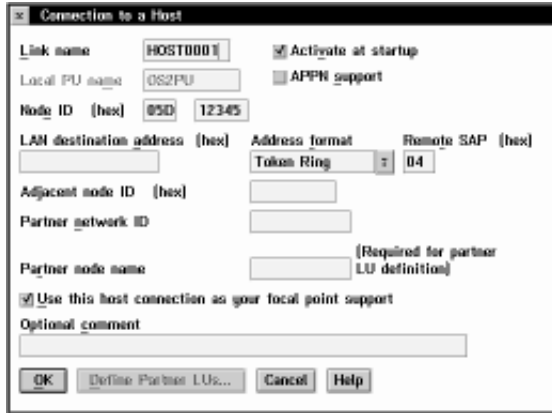 Connection to a Host
Link name HOST0001 Activate at startup
Local PU name OS2PU APPN support
Node ID (hex) 05D 12345
LAN destination address (hex) Address format Remote SAP (hex)
Token Ring 04
Adjacent node ID (hex)
Partner network ID
(Required for partner
Partner node name LU definition)
Use this host connection as your focal point support
Optional comment
OK Define Partner LUs... Cancel Help